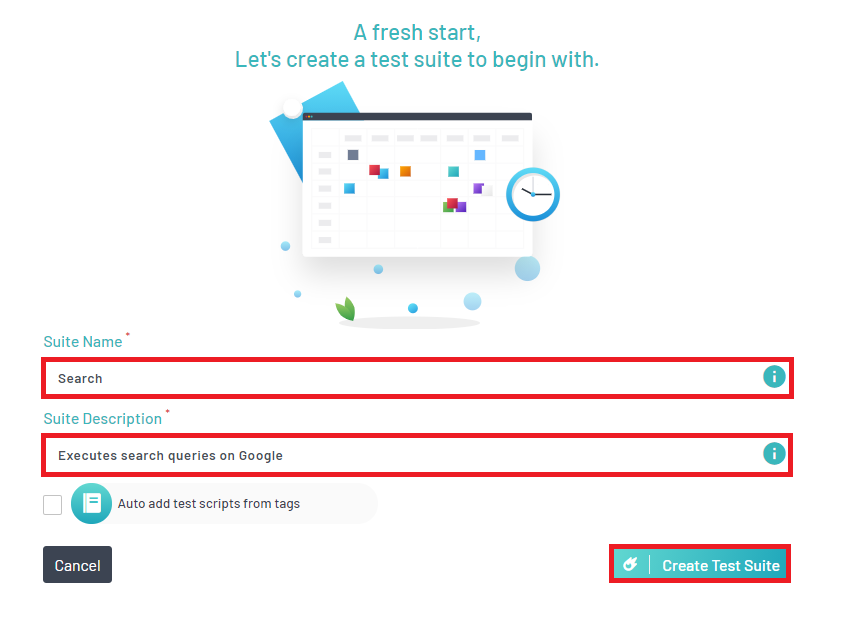 A fresh start,
Let's create a test suite to begin with.
Suite Name *
Search
Suite Description *
Executes search queries on Google
Auto add test scripts from tags
Cancel
Create Test Suite